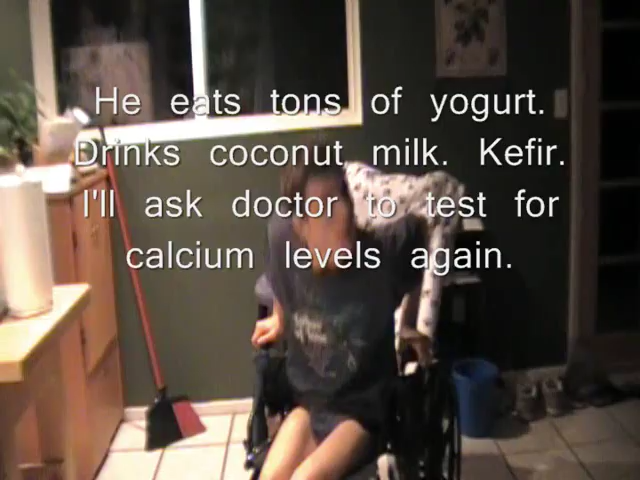 He eats tons of yogurt.
Drinks coconut milk. Kefir.
I'll ask doctor to test for
calcium levels again.